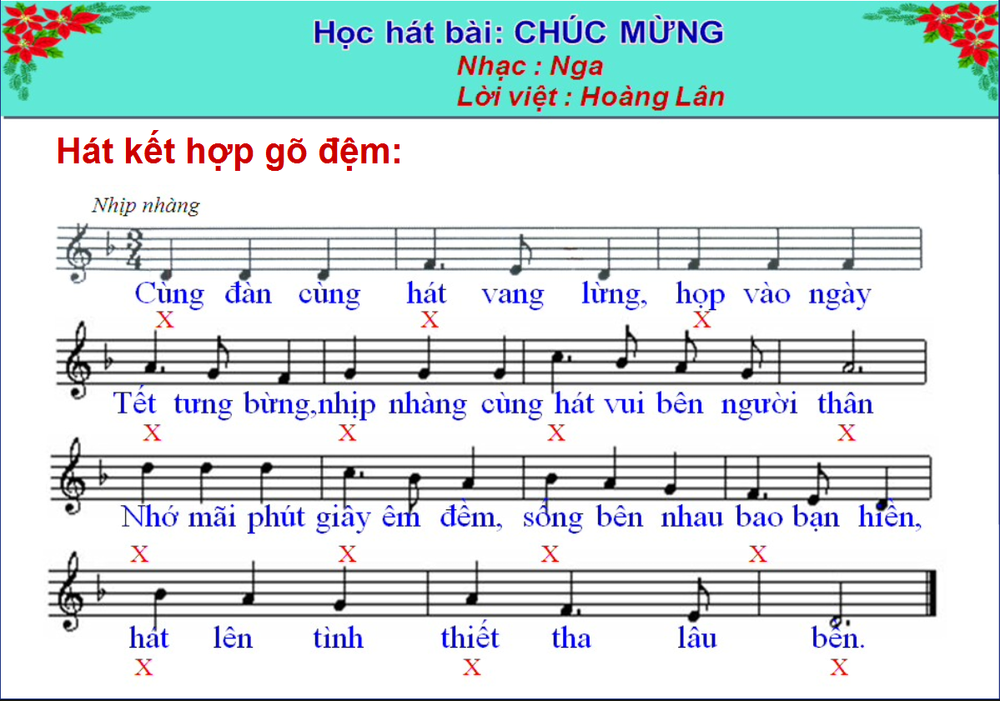 Học hát bài: CHÚC MỪNG
Nhạc : Nga
Lời việt : Hoàng Lân
Hát kết hợp gõ đệm:
Nhịp nhàng
3
4
Cùng đàn cùng hát vang lừng, họp vào ngày
X X X
Tết tưng bừng,nhịp nhàng cùng hát vui bên người thân
X X X X
Nhớ mãi phút giây êm đềm, sống bên nhau bao bạn hiền,
X X X X
hát lên tình thiết tha lâu bền.
X X X